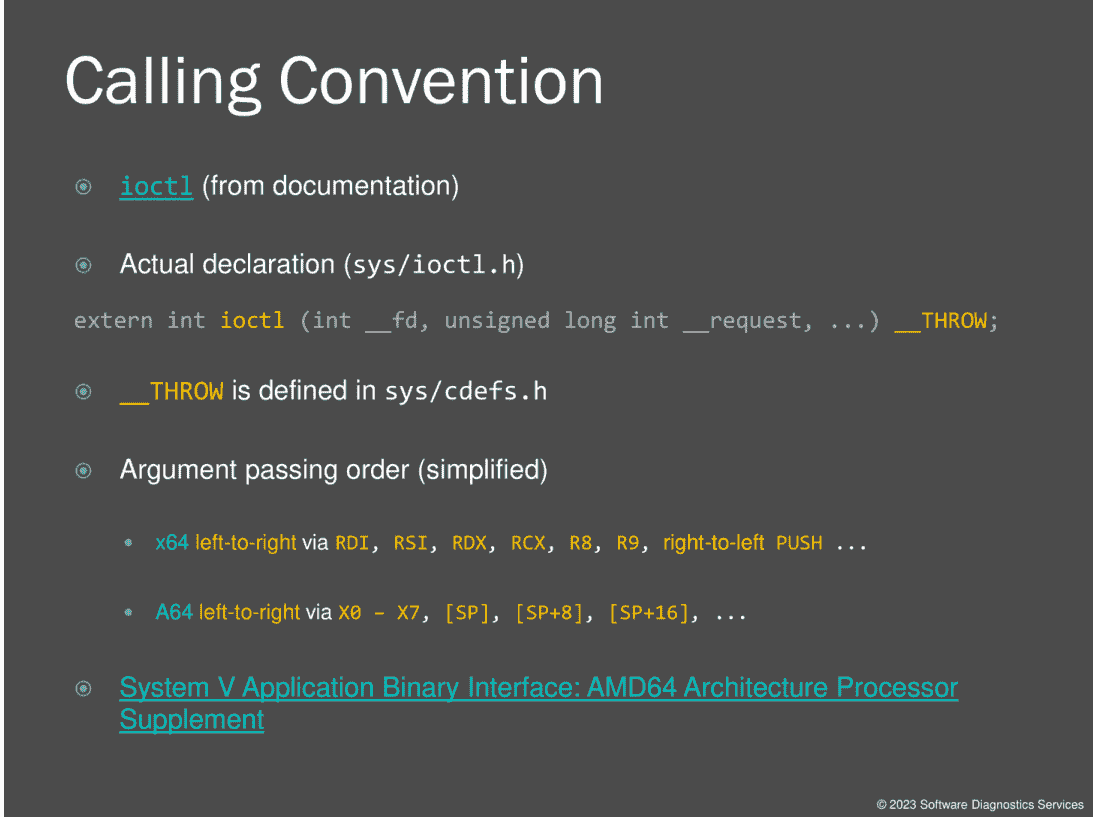 Calling Convention
ioctl (from documentation)
Actual declaration (sys/ioctl.h)
extern int ioctl (int __fd, unsigned long int __request, ...) __THROW;
__THROW is defined in sys/cdefs.h
Argument passing order (simplified)
x64 left-to-right via RDI, RSI, RDX, RCX, R8, R9, right-to-left PUSH ...
A64 left-to-right via X0 – X7, [SP], [SP+8], [SP+16], ...
System V Application Binary Interface: AMD64 Architecture Processor
Supplement
© 2023 Software Diagnostics Services